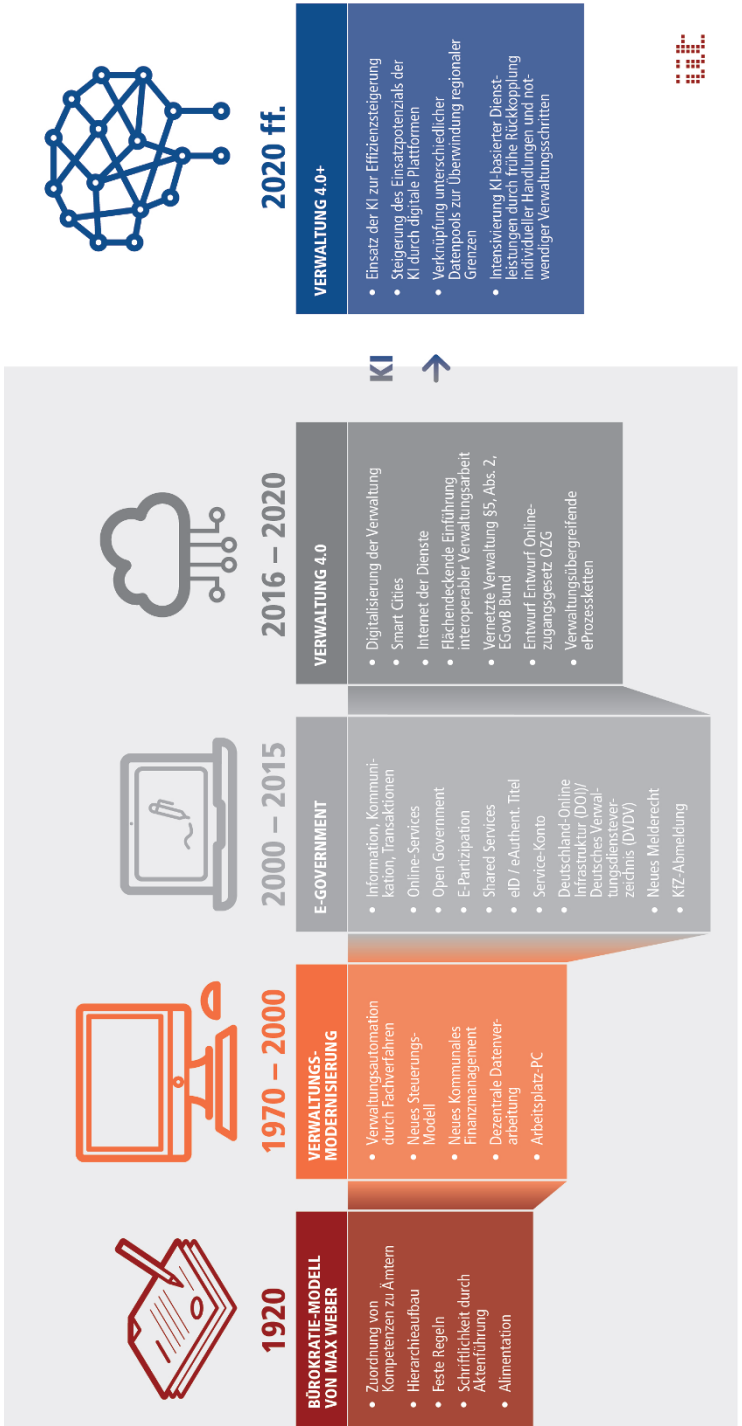 1920
BÜROKRATIE-MODELL
VON MAX WEBER
• Zuordnung von
Kompetenzen zu Ämtern
• Hierarchieaufbau
• Feste Regeln
• Schriftlichkeit durch
Aktenführung
• Alimentation
1970 – 2000
VERWALTUNGS-
MODERNISIERUNG
• Verwaltungsautomation
durch Fachverfahren
• Neues Steuerungs-
Modell
• Neues Kommunales
Finanzmanagement
• Dezentrale Datenver-
arbeitung
• Arbeitsplatz-PC
2000 – 2015
E-GOVERNMENT
• Information, Kommuni-
kation, Transaktionen
• Online-Services
• Open Government
• E-Partizipation
• Shared Services
• eID / eAuthent. Titel
• Service-Konto
• Deutschland-Online
Infrastruktur (DOI)/
Deutsches Verwal-
tungsdienstever-
zeichnis (DVDV)
• Neues Melderecht
• KfZ-Abmeldung
2016 – 2020
VERWALTUNG 4.0
• Digitalisierung der Verwaltung
• Smart Cities
• Internet der Dienste
• Flächendeckende Einführung
interoperabler Verwaltungsarbeit
• Vernetzte Verwaltung §5, Abs. 2,
EGovB Bund
• Entwurf Entwurf Online-
zugangsgesetz OZG
• Verwaltungsübergreifende
eProzessketten
KI
2020 ff.
VERWALTUNG 4.0+
• Einsatz der KI zur Effizienzsteigerung
• Steigerung des Einsatzpotenzials der
KI durch digitale Plattformen
• Verknüpfung unterschiedlicher
Datenpools zur Überwindung regionaler
Grenzen
• Intensivierung KI-basierter Dienst-
leistungen durch frühe Rückkopplung
individueller Handlungen und not-
wendiger Verwaltungsschritten